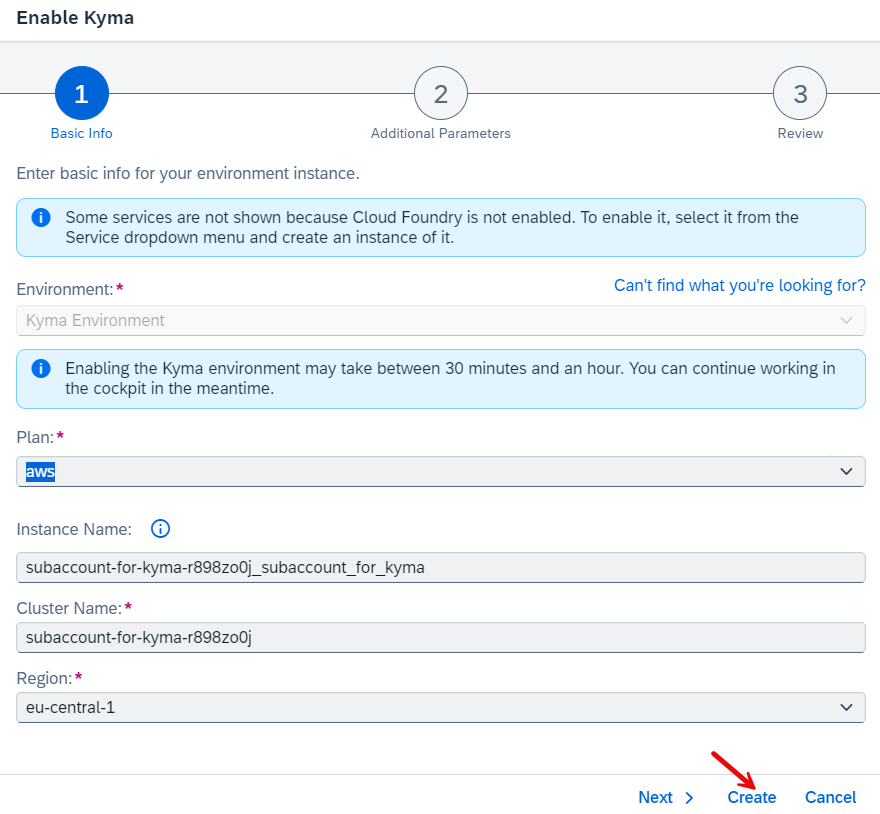 Enable Kyma
1
2
3
Basic Info
Additional Parameters
Review
Enter basic info for your environment instance.
Some services are not shown because Cloud Foundry is not enabled. To enable it, select it from the
Service dropdown menu and create an instance of it.
Environment:*
Can't find what you're looking for?
Kyma Environment
Enabling the Kyma environment may take between 30 minutes and an hour. You can continue working in
the cockpit in the meantime.
Plan:*
aws
Instance Name:
subaccount-for-kyma-r898zo0j_subaccount_for_kyma
Cluster Name:*
subaccount-for-kyma-r898zo0j
Region:*
eu-central-1
Next
Create
Cancel